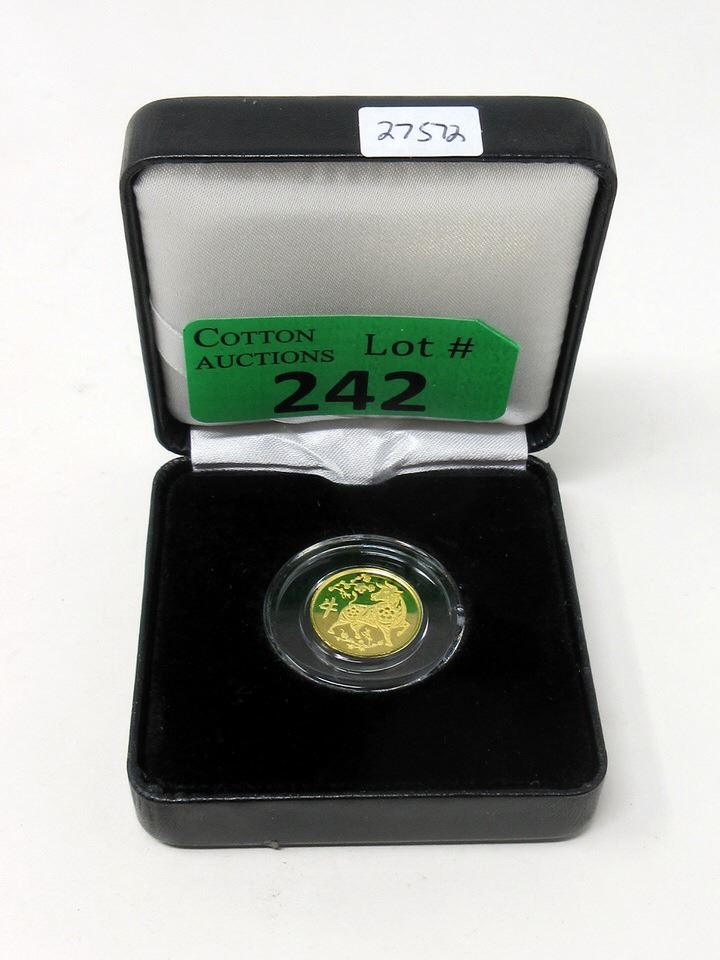 27572
COTTON
AUCTIONS
Lot #
242
牛